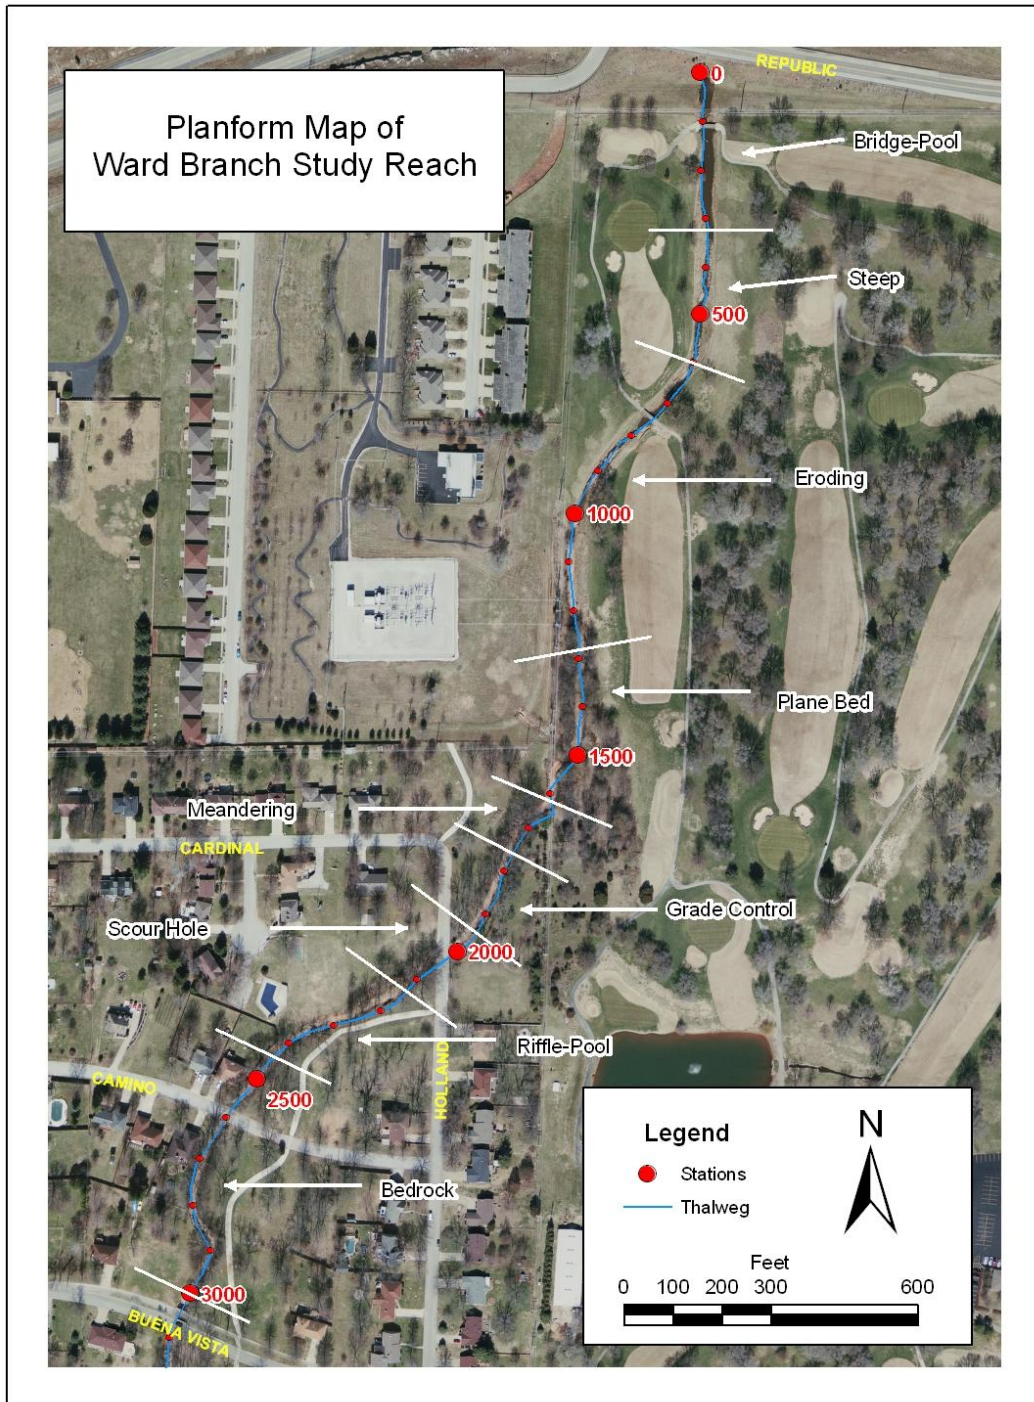 Planform Map of
Ward Branch Study Reach
REPUBLIC
0
Bridge-Pool
Steep
500
Eroding
1000
Plane Bed
1500
Meandering
CARDINAL
Grade Control
Scour Hole
2000
Riffle-Pool
HOLLAND
CAMINO
2500
Bedrock
3000
BUENA VISTA
Legend
Stations
Thalweg
N
Feet
0 100 200 300 600